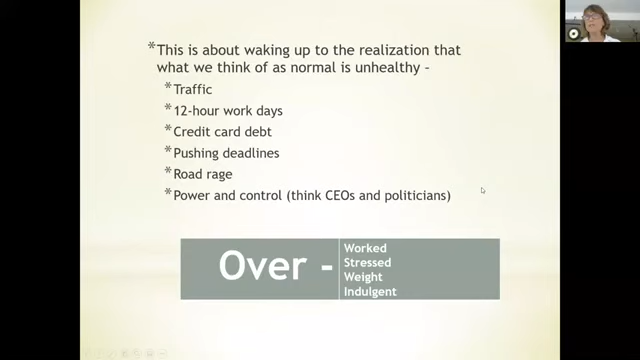 *This is about waking up to the realization that
what we think of as normal is unhealthy –
*Traffic
*12-hour work days
*Credit card debt
*Pushing deadlines
*Road rage
*Power and control (think CEOs and politicians)
Over -
Worked
Stressed
Weight
Indulgent